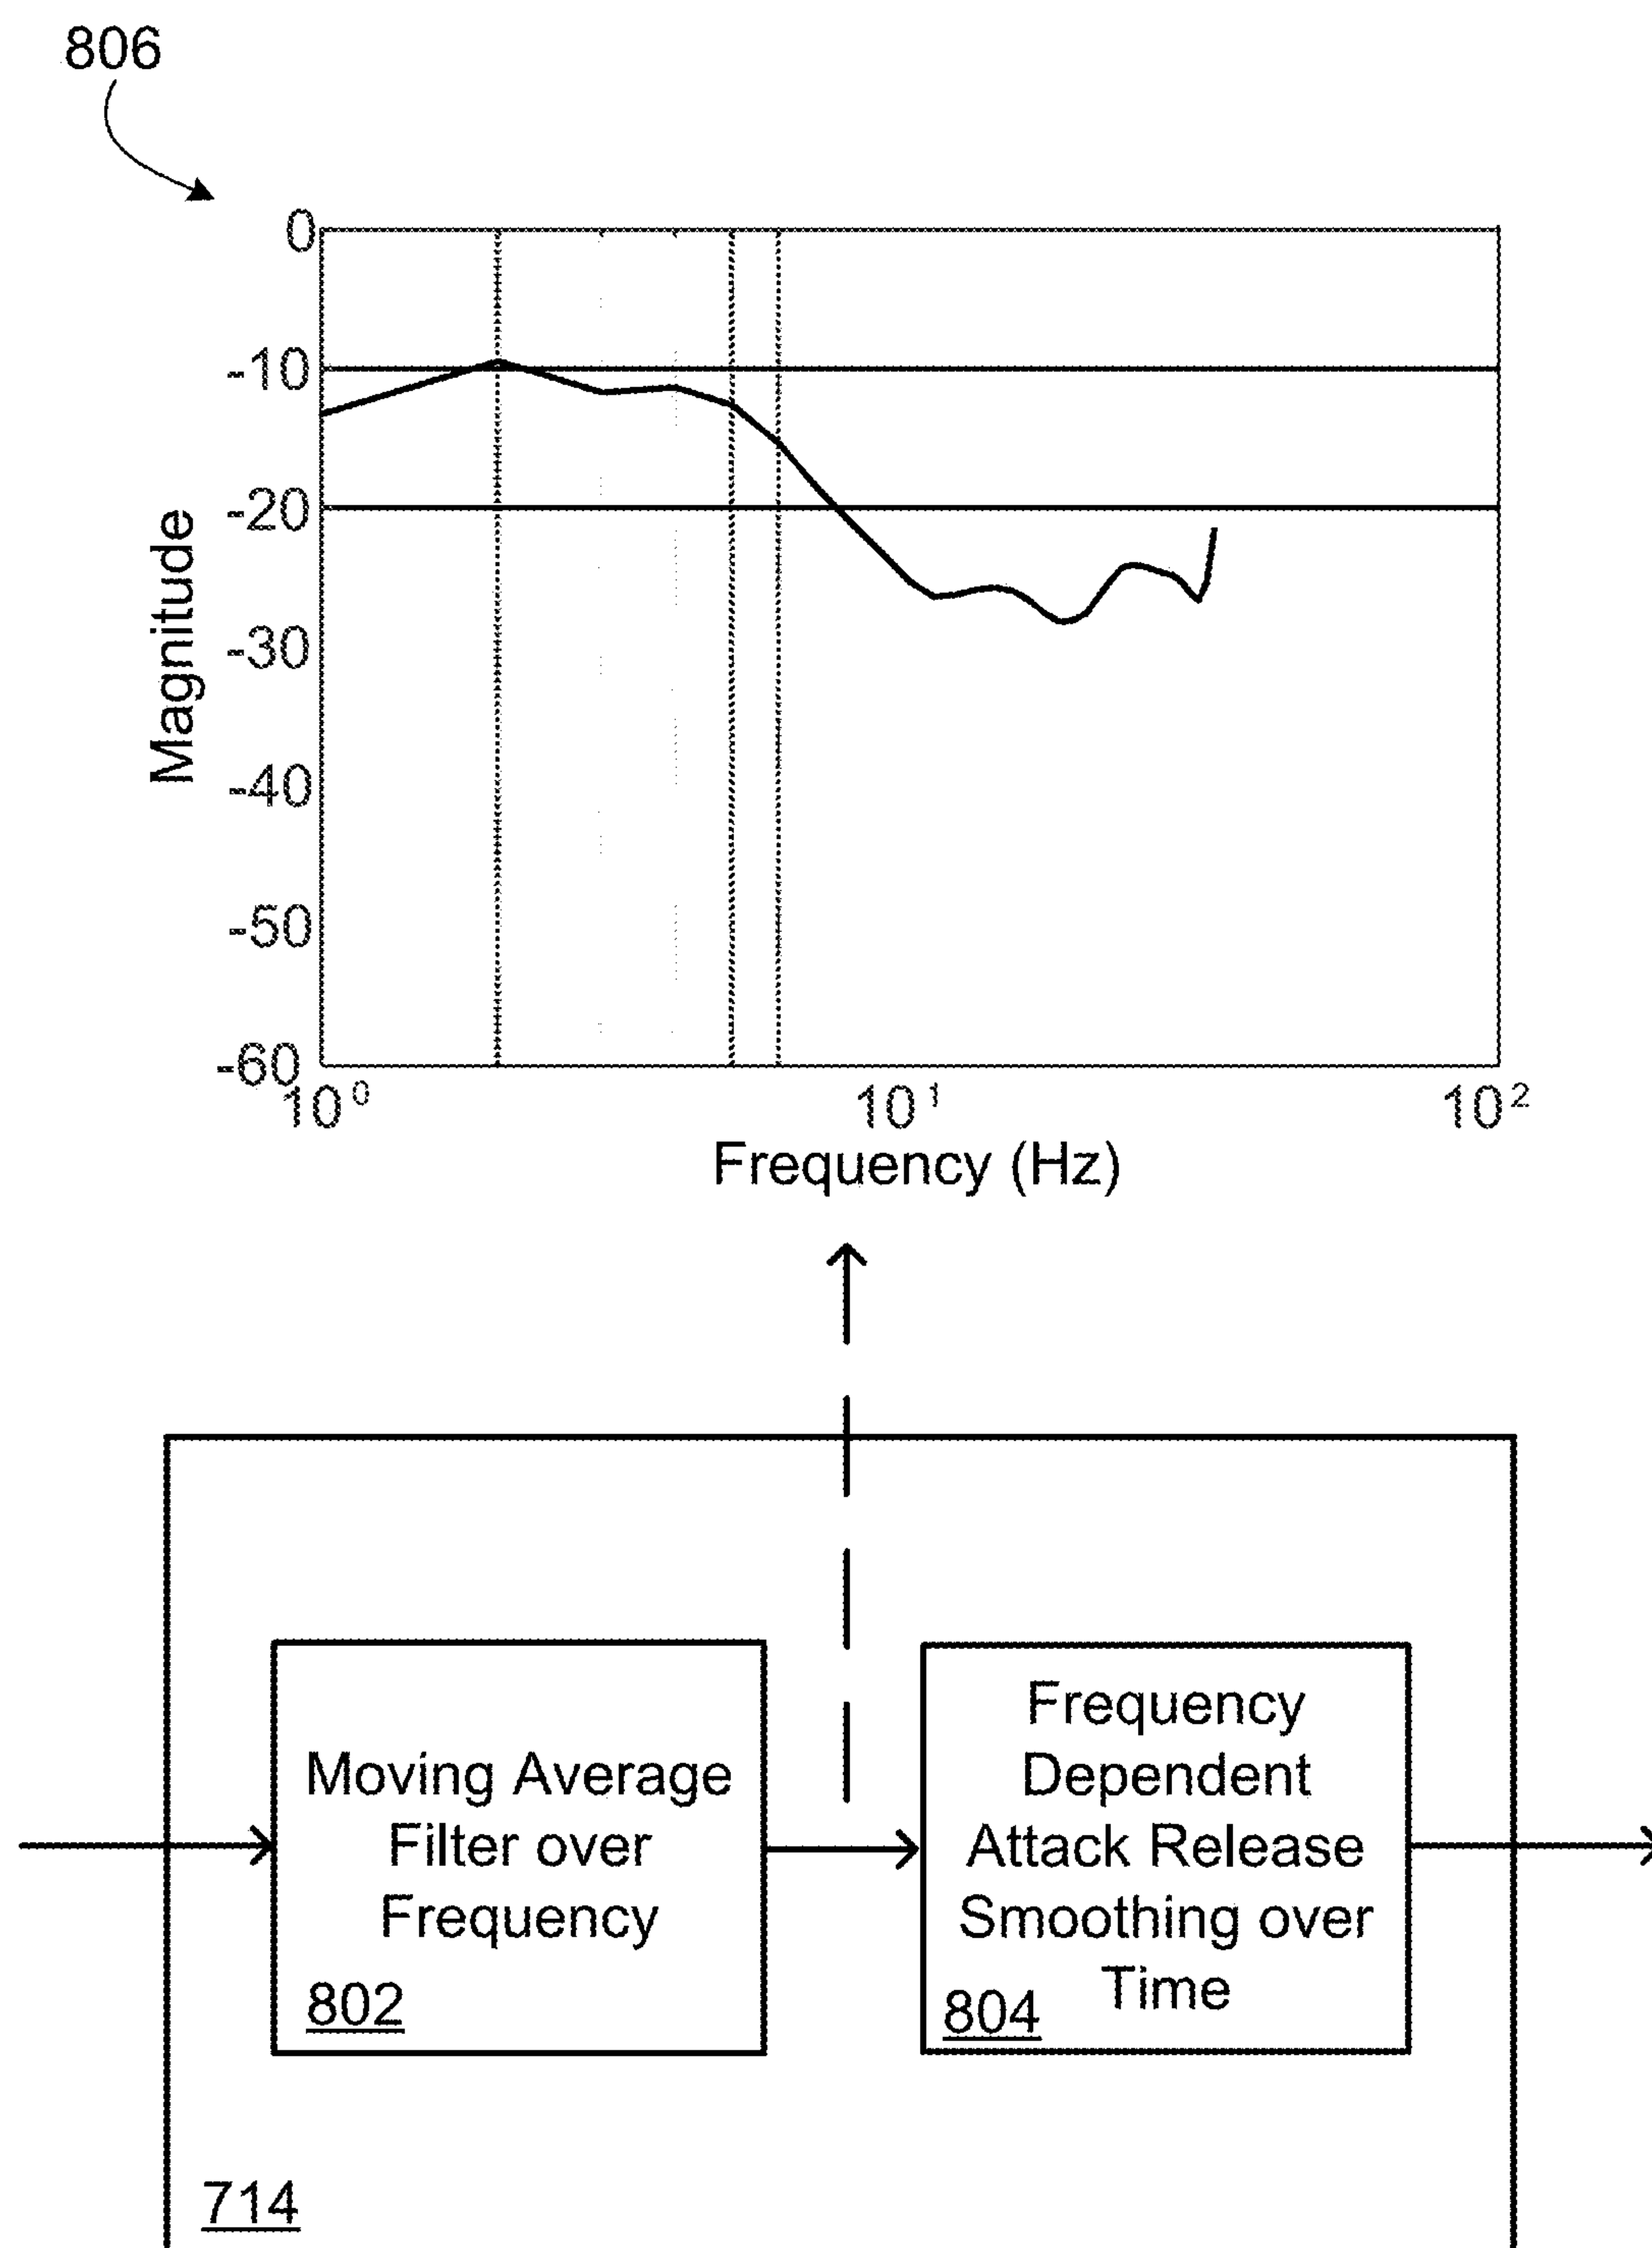 806
0
-10
-20
-30
-40
-50
-60
Magnitude
10⁰
10¹
10²
Frequency (Hz)
Moving Average
Filter over
Frequency
802
Frequency
Dependent
Attack Release
Smoothing over
Time
804
714